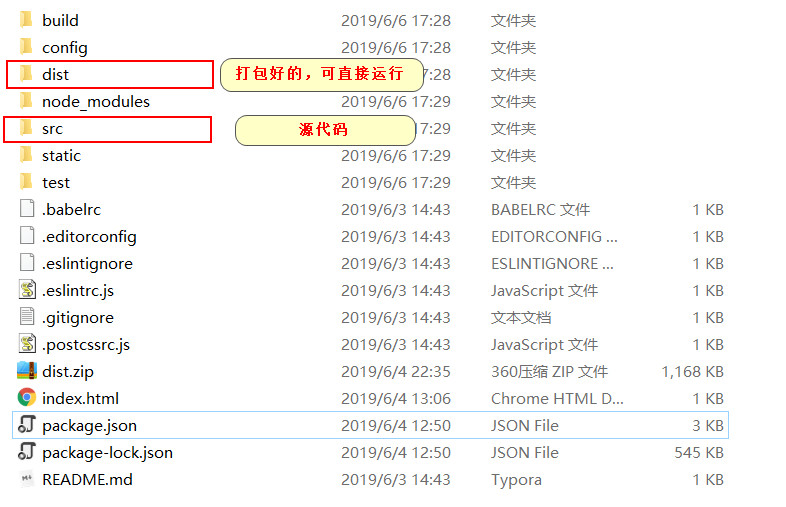 build 2019/6/6 17:28 文件夹
config 2019/6/6 17:28 文件夹
dist 打包好的，可直接运行 17:28 文件夹
node_modules 2019/6/6 17:29 文件夹
src 源代码 17:29 文件夹
static 2019/6/6 17:29 文件夹
test 2019/6/6 17:29 文件夹
.babelrc 2019/6/3 14:43 BABELRC 文件 1 KB
.editorconfig 2019/6/3 14:43 EDITORCONFIG ... 1 KB
.eslintignore 2019/6/3 14:43 ESLINTIGNORE ... 1 KB
.eslintrc.js 2019/6/3 14:43 JavaScript 文件 1 KB
.gitignore 2019/6/3 14:43 文本文档 1 KB
.postcssrc.js 2019/6/3 14:43 JavaScript 文件 1 KB
dist.zip 2019/6/4 22:35 360压缩 ZIP 文件 1,168 KB
index.html 2019/6/4 13:06 Chrome HTML D... 1 KB
package.json 2019/6/4 12:50 JSON File 3 KB
package-lock.json 2019/6/4 12:50 JSON File 545 KB
README.md 2019/6/3 14:43 Typora 1 KB